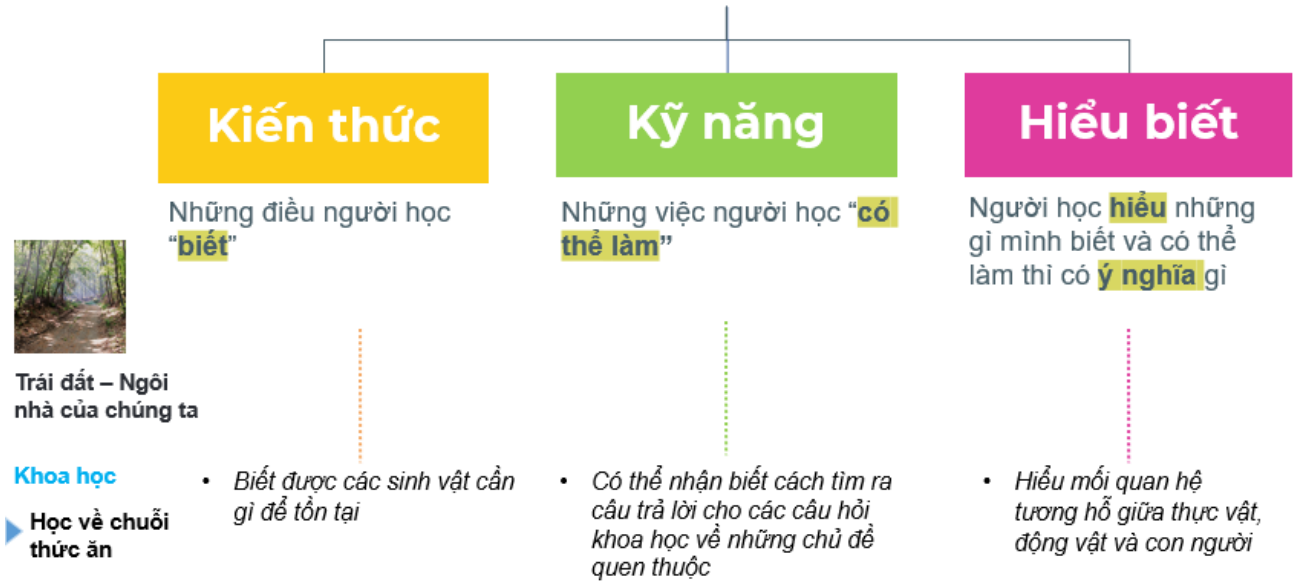 Kiến thức
Kỹ năng
Hiểu biết
Những điều người học
“biết”
Những việc người học “có
thể làm”
Người học hiểu những
gì mình biết và có thể
làm thì có ý nghĩa gì
Trái đất – Ngôi
nhà của chúng ta
Khoa học
Học về chuỗi
thức ăn
• Biết được các sinh vật cần
gì để tồn tại
• Có thể nhận biết cách tìm ra
câu trả lời cho các câu hỏi
khoa học về những chủ đề
quen thuộc
• Hiểu mối quan hệ
tương hỗ giữa thực vật,
động vật và con người